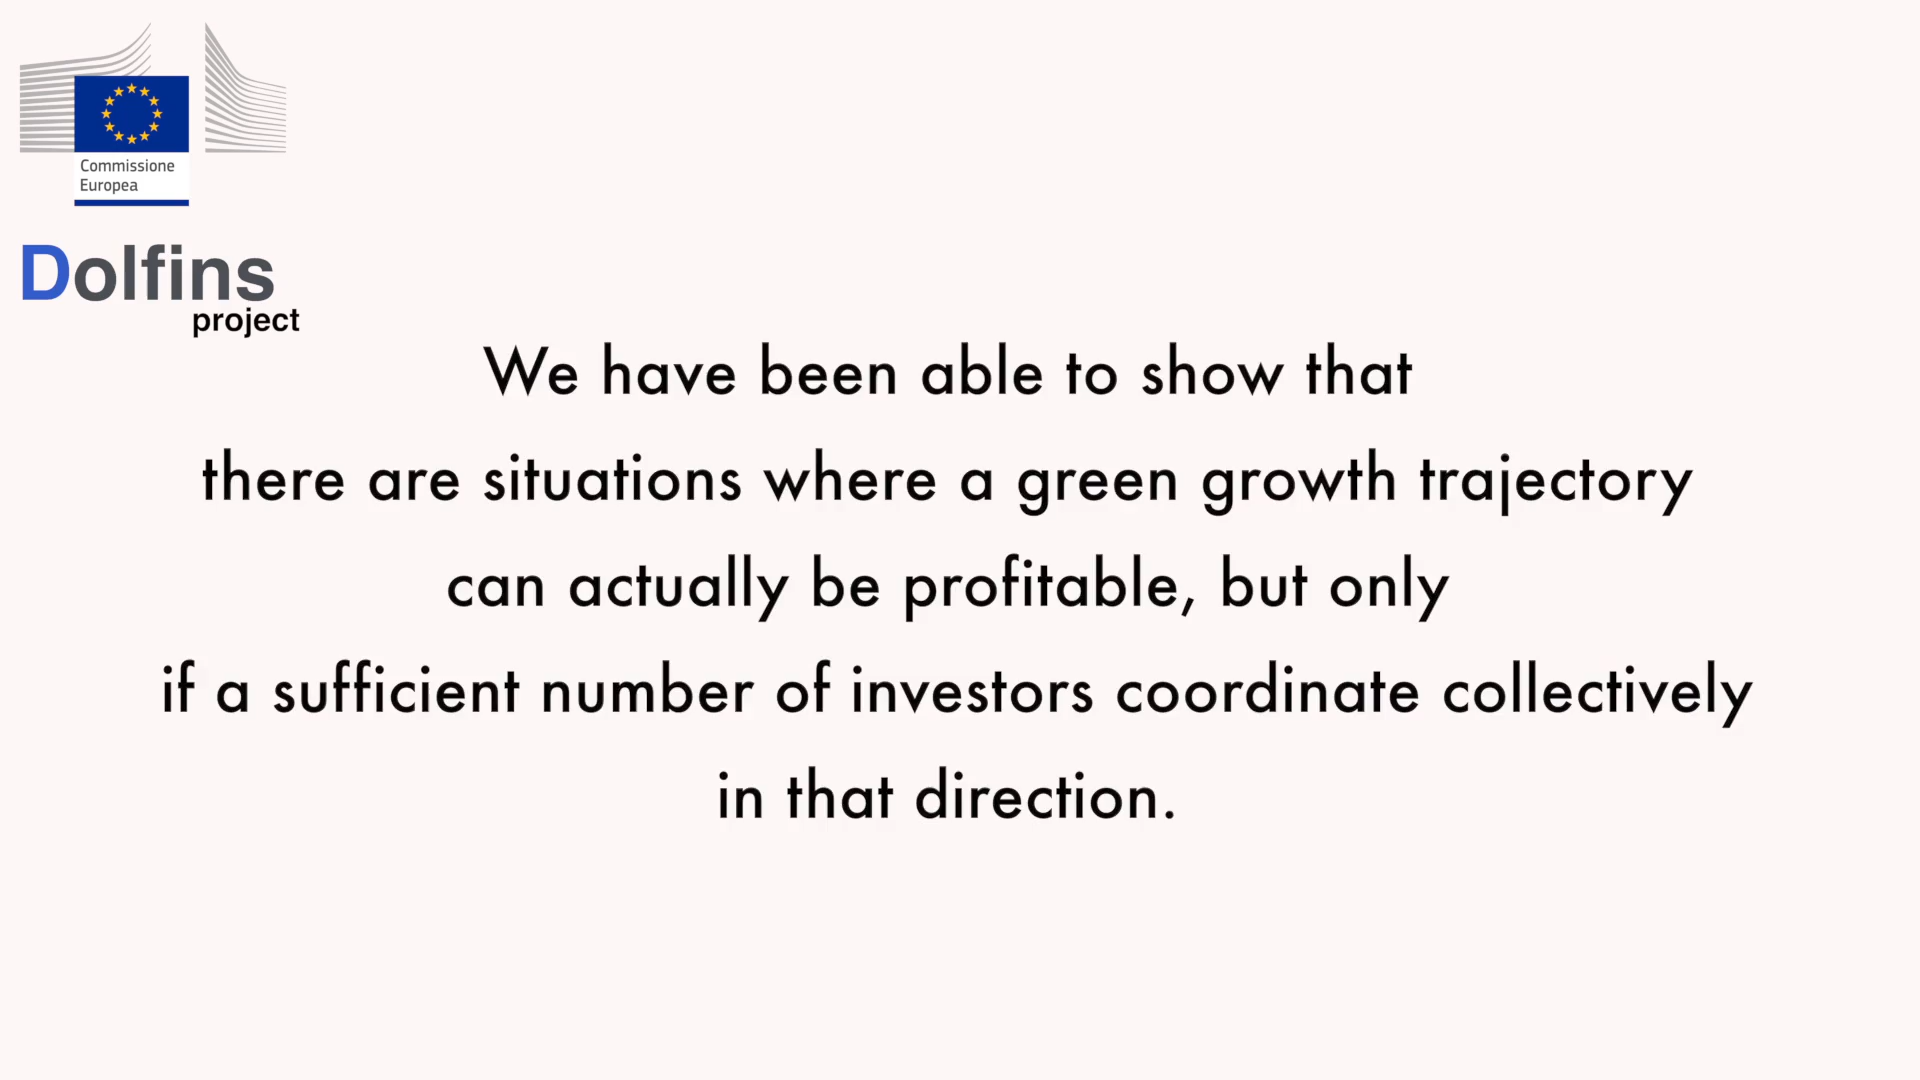 Commissione
Europea
Dolfins
project
We have been able to show that
there are situations where a green growth trajectory
can actually be profitable, but only
if a sufficient number of investors coordinate collectively
in that direction.